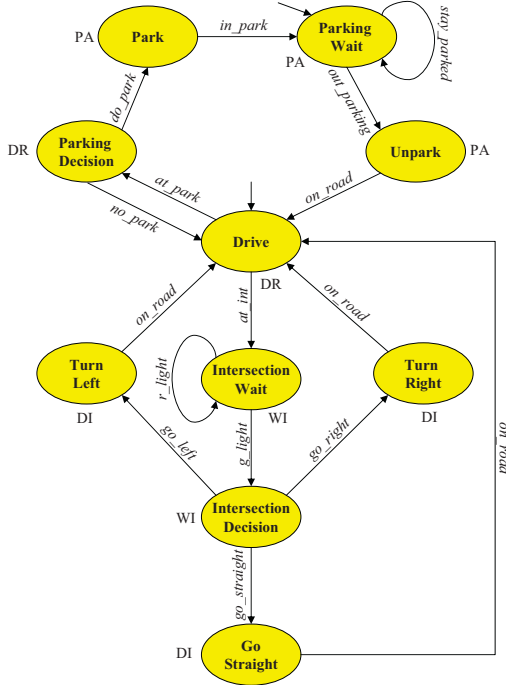 PA
Park
in_park
Parking
Wait
PA
stay_parked
do_park
out_parking
DR
Parking
Decision
Unpark
PA
at_park
no_park
on_road
Drive
DR
on_road
at_int
on_road
Turn
Left
DI
r_light
Intersection
Wait
WI
Turn
Right
DI
go_left
g_light
go_right
on_road
WI
Intersection
Decision
go_straight
DI
Go
Straight